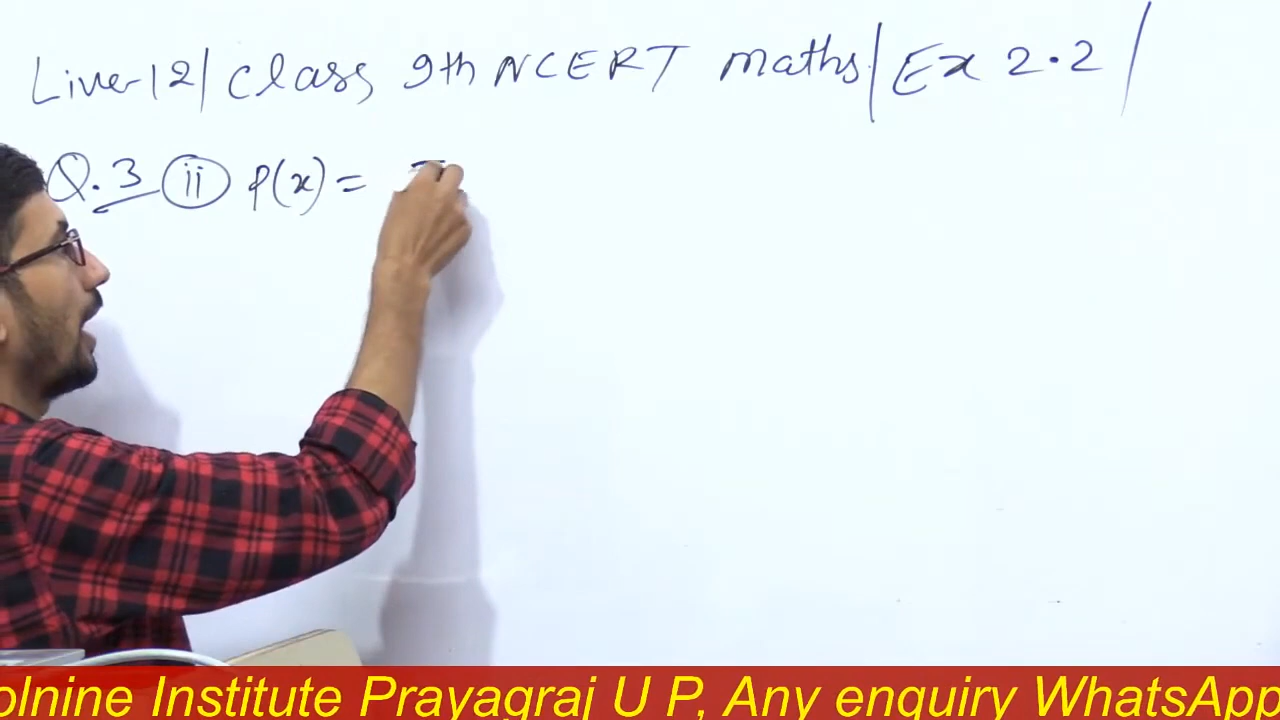 Live-12/ class 9th NCERT maths/ Ex 2.2 /
Q.3 (ii) p(x) =
olnine Institute Prayagraj U P, Any enquiry WhatsApp